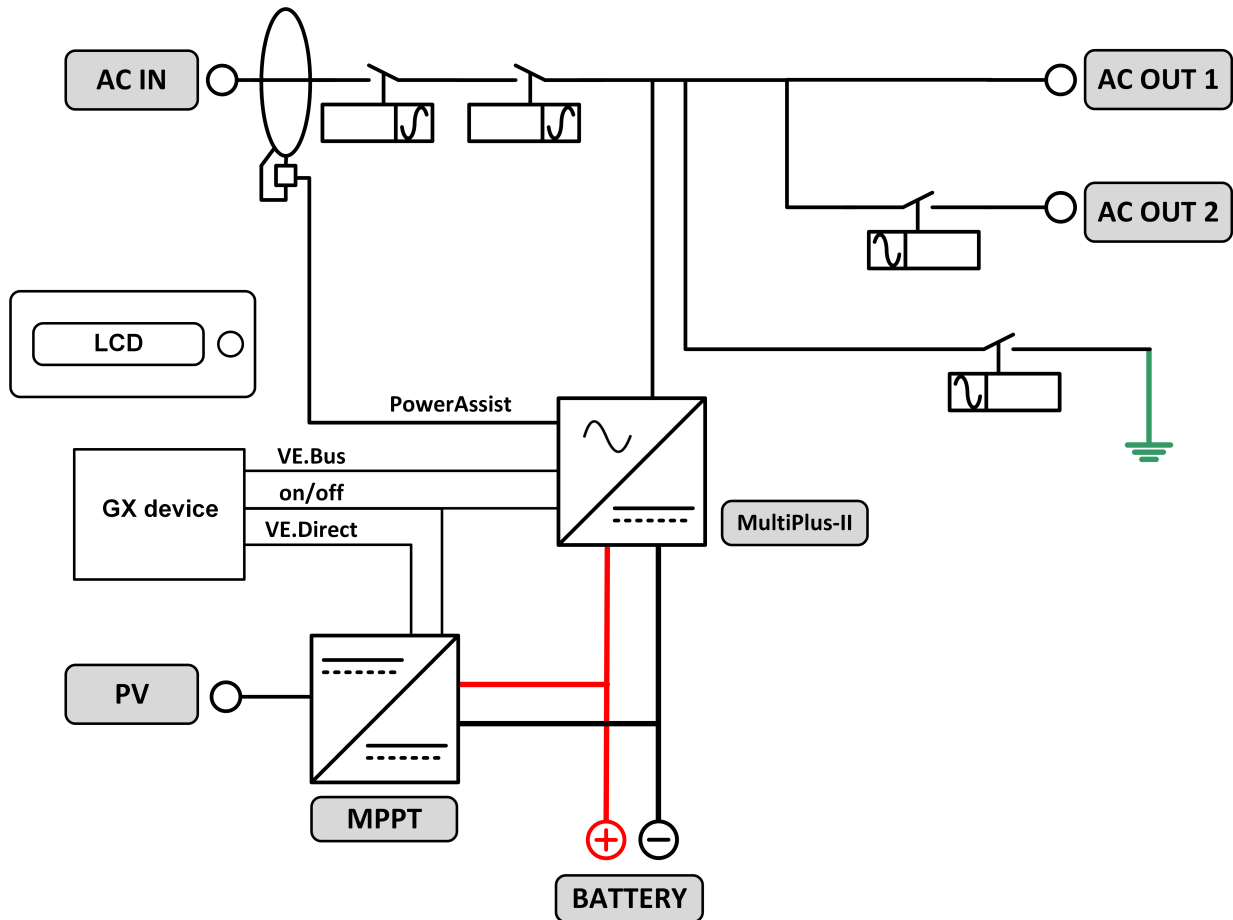 AC IN
AC OUT 1
AC OUT 2
LCD
PowerAssist
VE.Bus
GX device
on/off
MultiPlus-II
VE.Direct
PV
MPPT
BATTERY